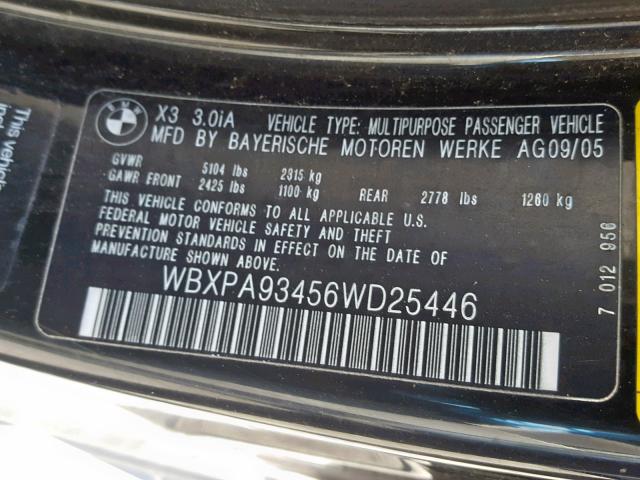 BMW
X3 3.0iA VEHICLE TYPE: MULTIPURPOSE PASSENGER VEHICLE
MFD BY BAYERISCHE MOTOREN WERKE AG09/05
GVWR 5104 lbs 2315 kg
GAWR FRONT 2425 lbs 1100 kg REAR 2778 lbs 1260 kg
THIS VEHICLE CONFORMS TO ALL APPLICABLE U.S.
FEDERAL MOTOR VEHICLE SAFETY AND THEFT
PREVENTION STANDARDS IN EFFECT ON THE DATE OF
MANUFACTURE SHOWN ABOVE.
WBXPA93456WD25446
7 012 956
This vehicle